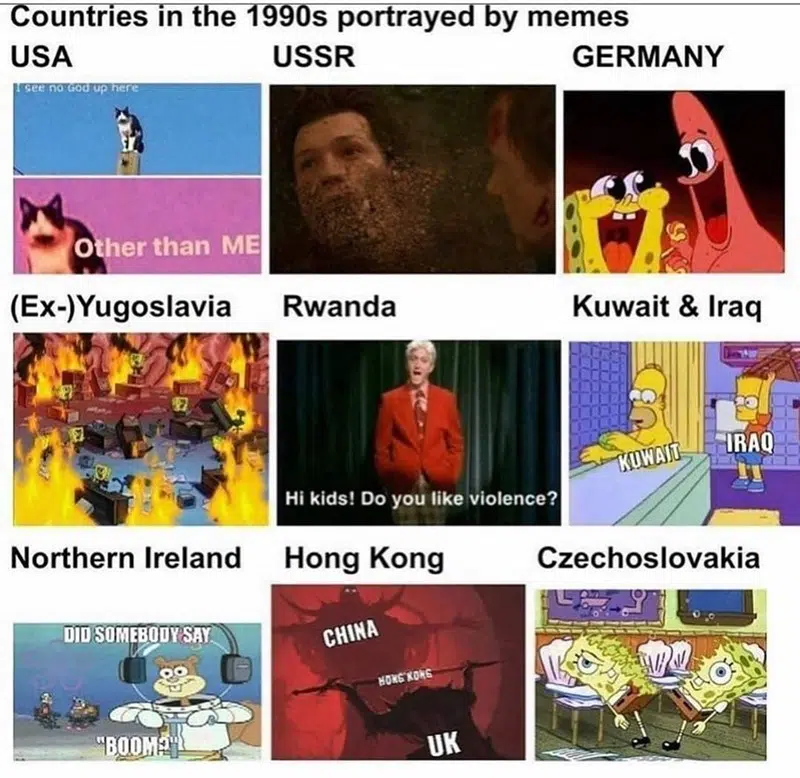 Countries in the 1990s portrayed by memes
USA
USSR
GERMANY
I see no God up here
Other than ME
(Ex-)Yugoslavia
Rwanda
Kuwait & Iraq
Hi kids! Do you like violence?
KUWAIT
IRAQ
Northern Ireland
Hong Kong
Czechoslovakia
DID SOMEBODY SAY
"BOOM?"
CHINA
HONG KONG
UK